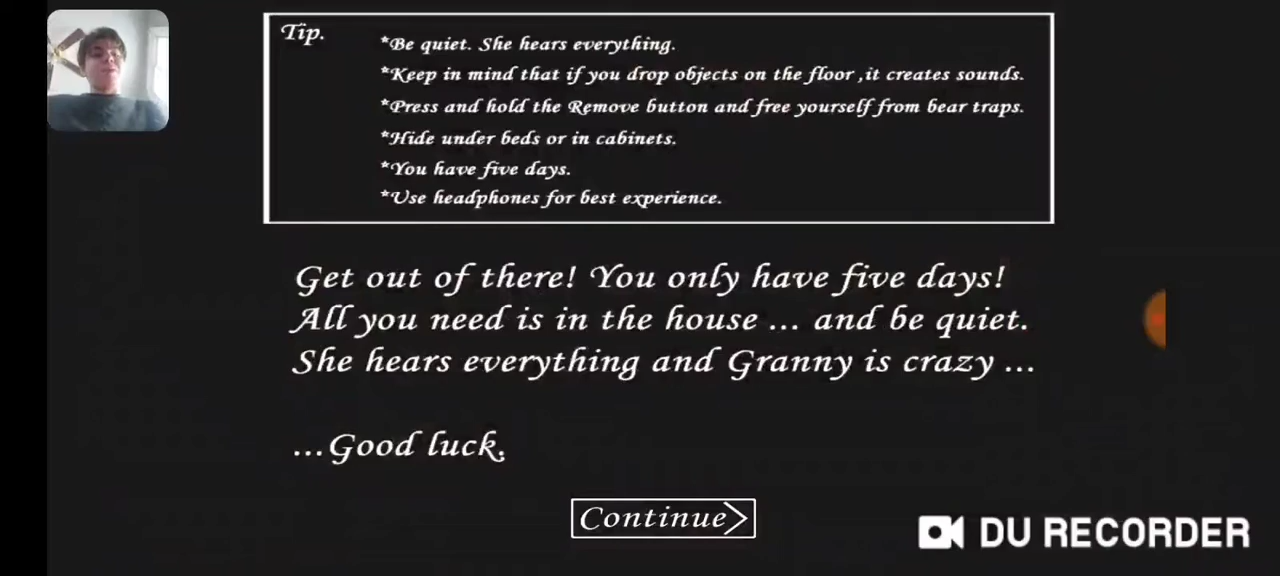 Tip.
*Be quiet. She hears everything.
*Keep in mind that if you drop objects on the floor ,it creates sounds.
*Press and hold the Remove button and free yourself from bear traps.
*Hide under beds or in cabinets.
*You have five days.
*Use headphones for best experience.
Get out of there! You only have five days!
All you need is in the house ... and be quiet.
She hears everything and Granny is crazy ...
...Good luck.
Continue
DU RECORDER